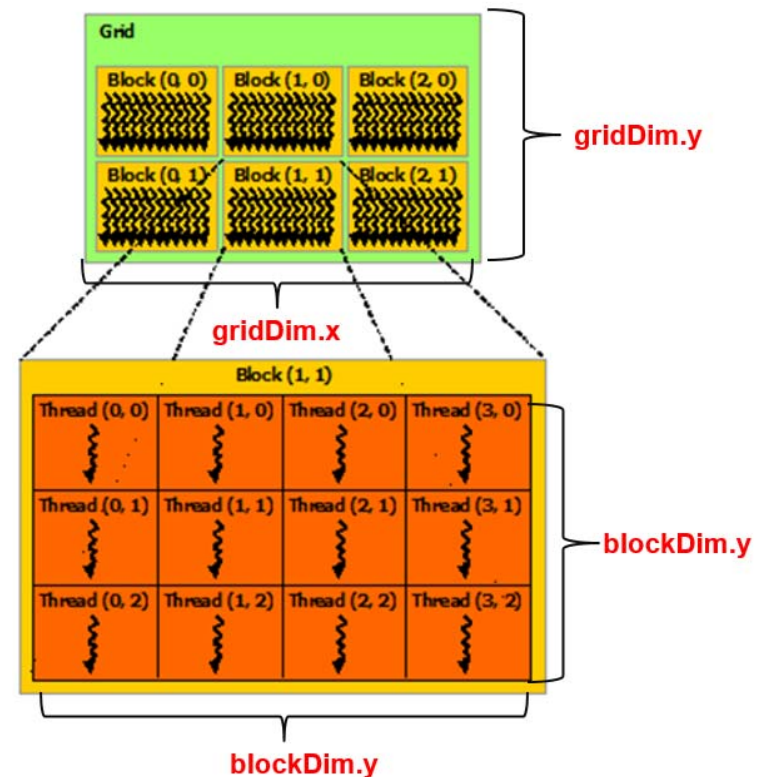 Grid
Block (0, 0) Block (1, 0) Block (2, 0)
gridDim.y
Block (0, 1) Block (1, 1) Block (2, 1)
gridDim.x
Block (1, 1)
Thread (0, 0) Thread (1, 0) Thread (2, 0) Thread (3, 0)
Thread (0, 1) Thread (1, 1) Thread (2, 1) Thread (3, 1)
blockDim.y
Thread (0, 2) Thread (1, 2) Thread (2, 2) Thread (3, 2)
blockDim.y